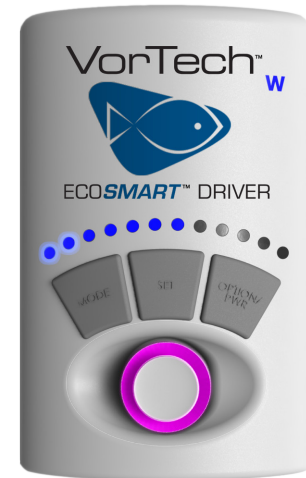 VorTech™
W
ECOSMART™ DRIVER
MODE
SET
OPTION/
PWR